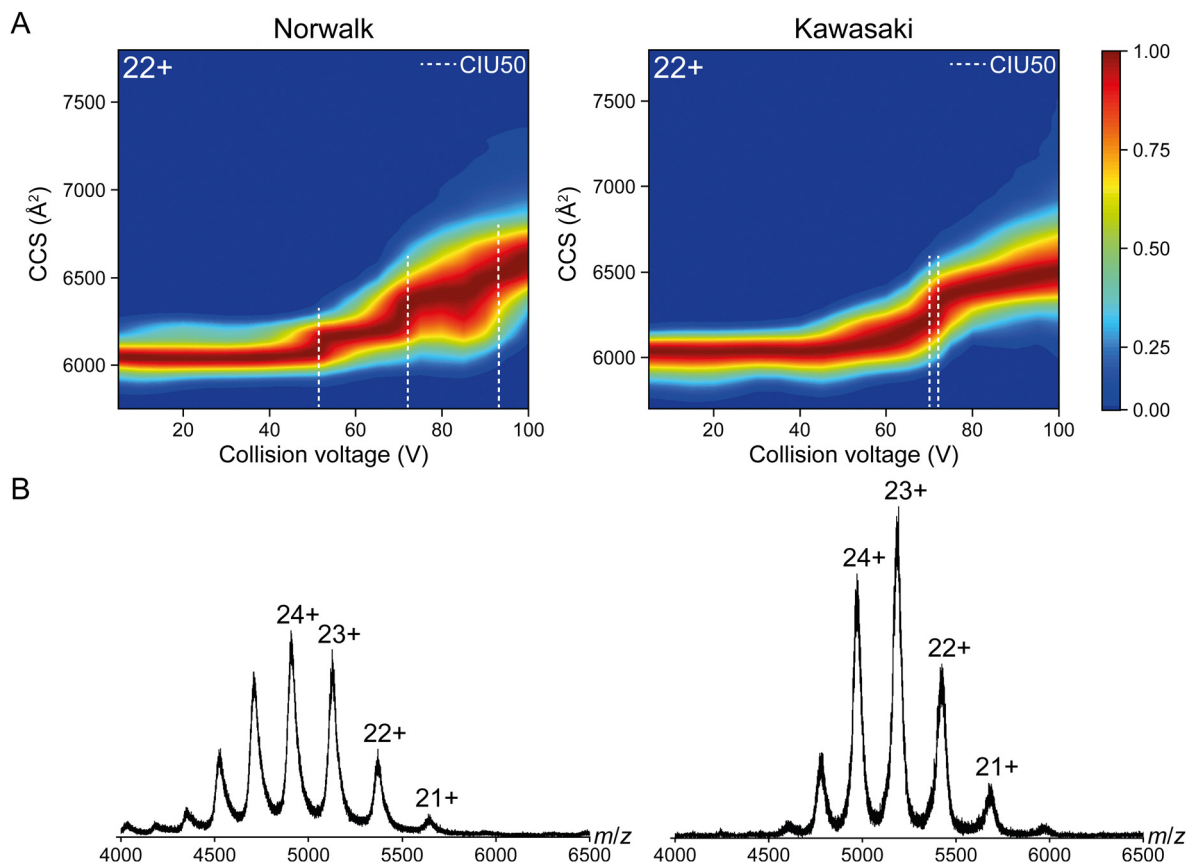 A
Norwalk
Kawasaki
22+
CIU50
22+
CIU50
1.00
0.75
0.50
0.25
0.00
7500
7000
6500
6000
CCS (Å²)
20 40 60 80 100
Collision voltage (V)
7500
7000
6500
6000
CCS (Å²)
20 40 60 80 100
Collision voltage (V)
B
24+
23+
22+
21+
4000 4500 5000 5500 6000 6500
m/z
23+
24+
22+
21+
4000 4500 5000 5500 6000 6500
m/z